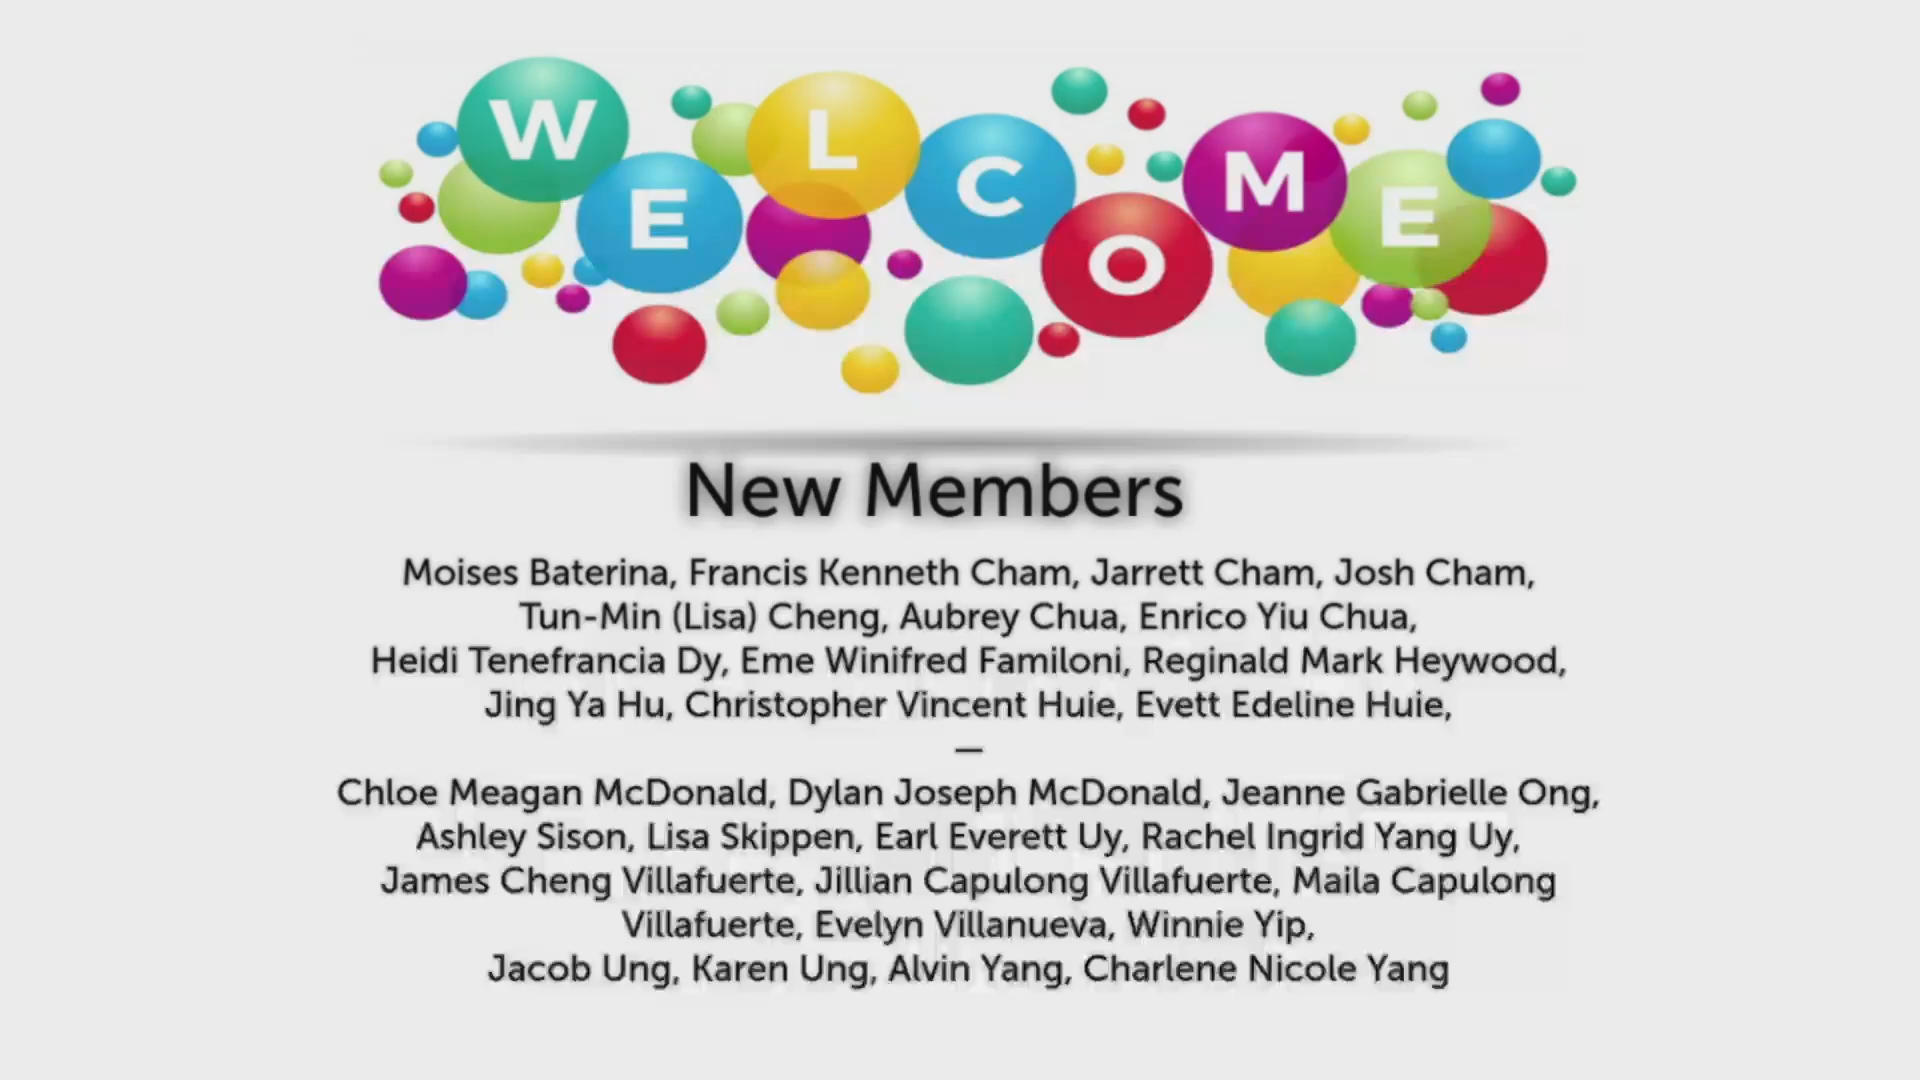 WELCOME
New Members
Moises Baterina, Francis Kenneth Cham, Jarrett Cham, Josh Cham,
Tun-Min (Lisa) Cheng, Aubrey Chua, Enrico Yiu Chua,
Heidi Tenefrancia Dy, Eme Winifred Familoni, Reginald Mark Heywood,
Jing Ya Hu, Christopher Vincent Huie, Evett Edeline Huie,
—
Chloe Meagan McDonald, Dylan Joseph McDonald, Jeanne Gabrielle Ong,
Ashley Sison, Lisa Skippen, Earl Everett Uy, Rachel Ingrid Yang Uy,
James Cheng Villafuerte, Jillian Capulong Villafuerte, Maila Capulong
Villafuerte, Evelyn Villanueva, Winnie Yip,
Jacob Ung, Karen Ung, Alvin Yang, Charlene Nicole Yang